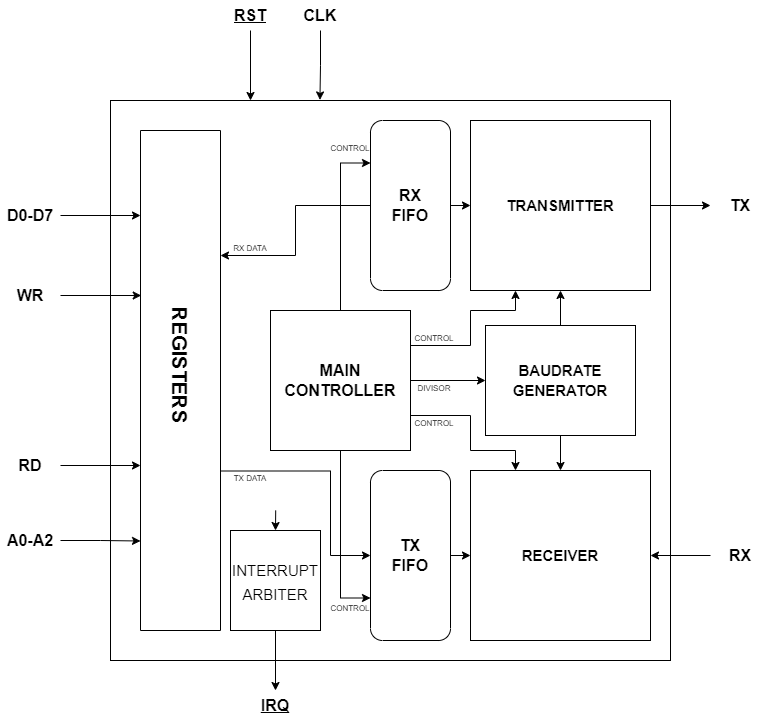 RST
CLK
D0-D7
WR
RD
A0-A2
REGISTERS
CONTROL
RX
FIFO
RX DATA
TRANSMITTER
TX
MAIN
CONTROLLER
CONTROL
DIVISOR
CONTROL
BAUDRATE
GENERATOR
TX DATA
INTERRUPT
ARBITER
CONTROL
TX
FIFO
RECEIVER
RX
IRQ